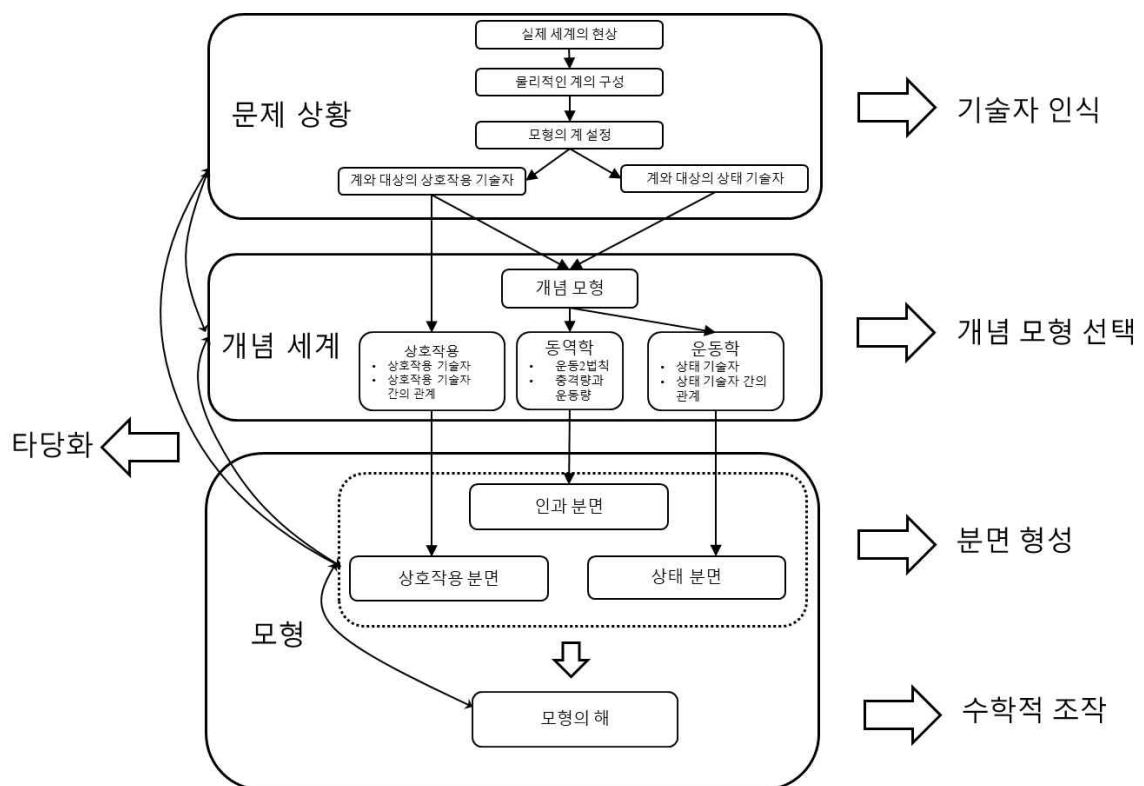 실제 세계의 현상
물리적인 계의 구성
문제 상황
기술자 인식
모형의 계 설정
계와 대상의 상호작용 기술자
계와 대상의 상태 기술자
개념 모형
개념 세계
개념 모형 선택
상호작용
• 상호작용 기술자
• 상호작용 기술자
간의 관계
동역학
• 운동2법칙
• 충격량과
운동량
운동학
• 상태 기술자
• 상태 기술자 간의
관계
타당화
인과 분면
분면 형성
상호작용 분면
상태 분면
모형
모형의 해
수학적 조작